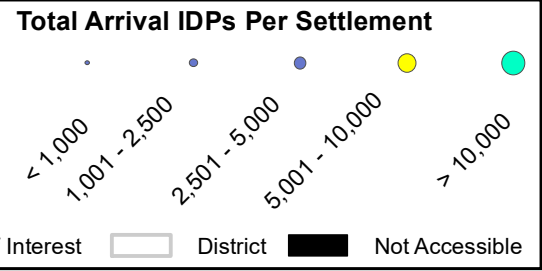 Total Arrival IDPs Per Settlement
< 1,000
1,001 - 2,500
2,501 - 5,000
5,001 - 10,000
> 10,000
Interest District Not Accessible